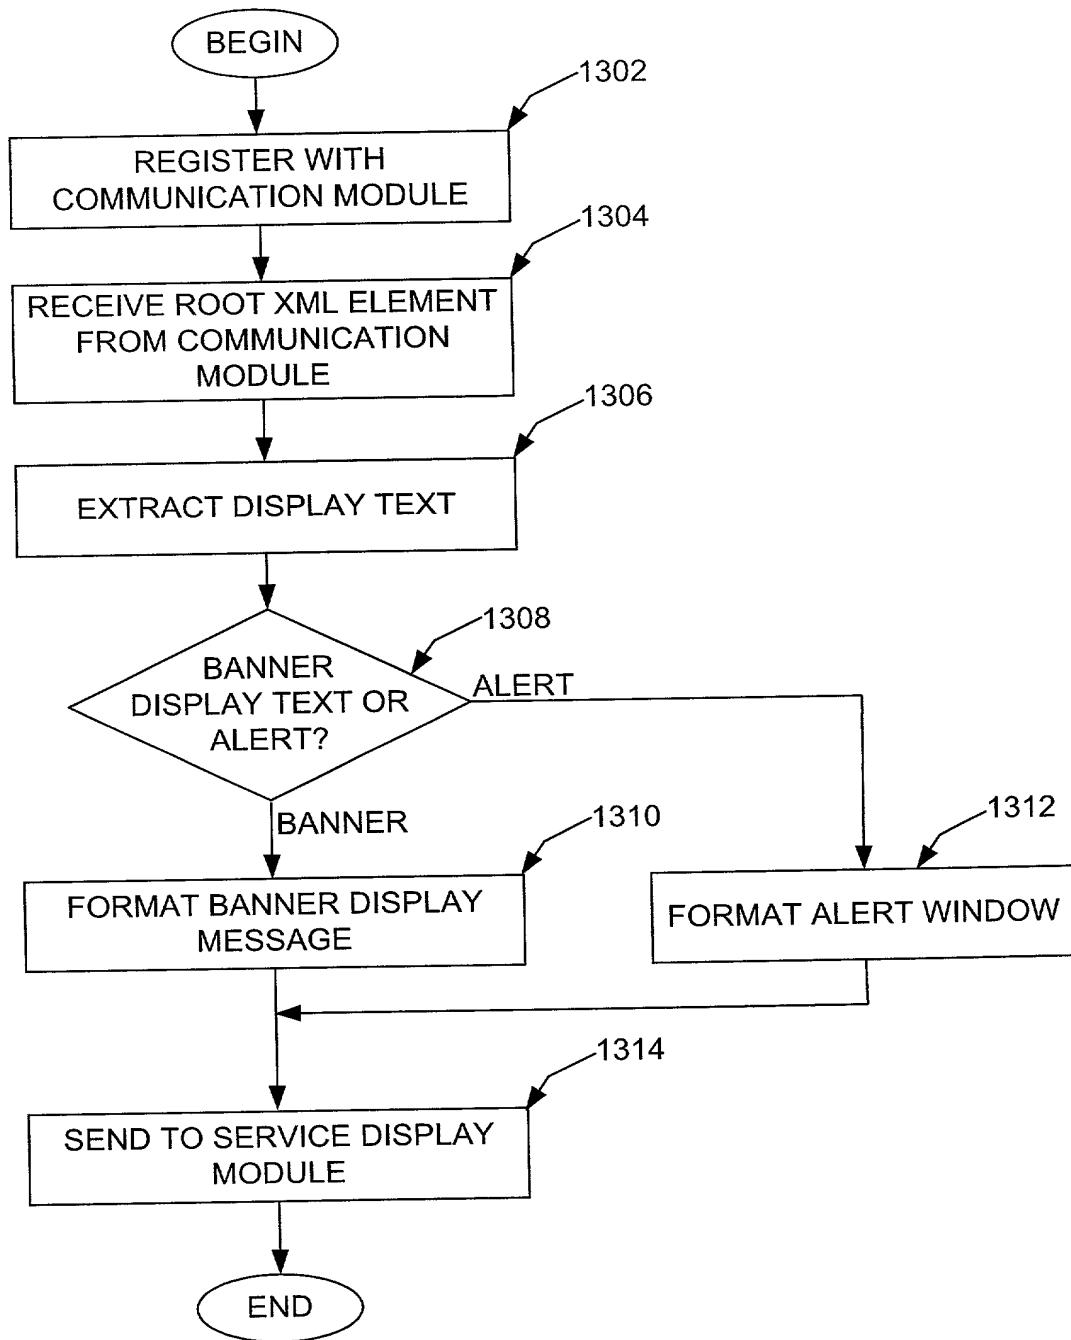 BEGIN
1302
REGISTER WITH
COMMUNICATION MODULE
1304
RECEIVE ROOT XML ELEMENT
FROM COMMUNICATION
MODULE
1306
EXTRACT DISPLAY TEXT
1308
BANNER
DISPLAY TEXT OR
ALERT?
ALERT
BANNER
1310
1312
FORMAT BANNER DISPLAY
MESSAGE
FORMAT ALERT WINDOW
1314
SEND TO SERVICE DISPLAY
MODULE
END